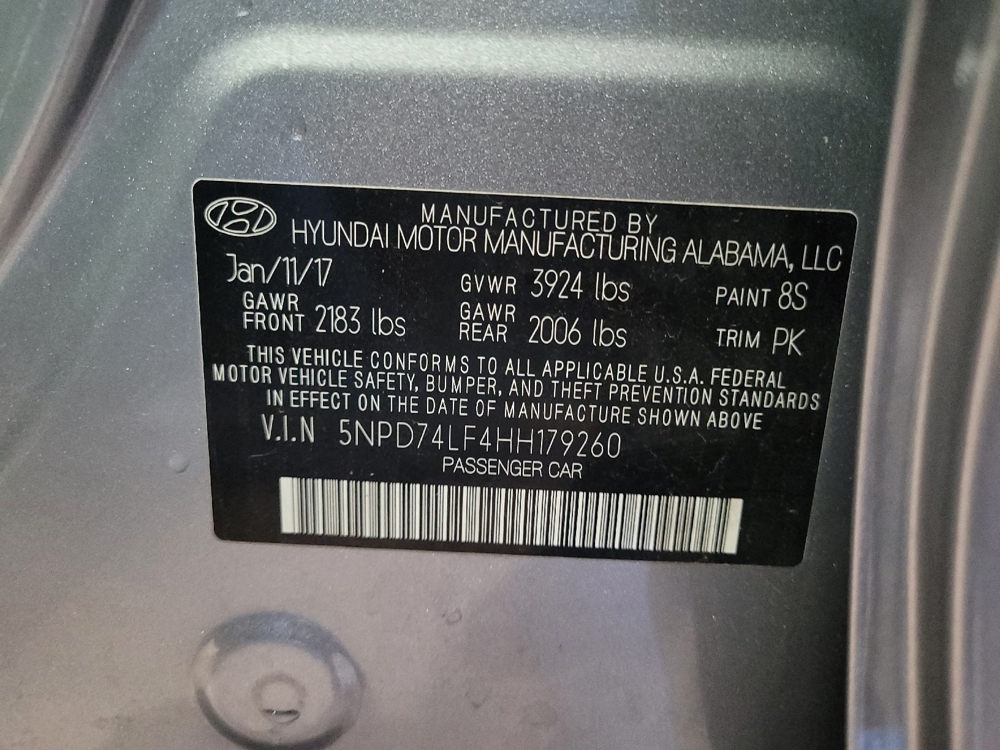 MANUFACTURED BY
HYUNDAI MOTOR MANUFACTURING ALABAMA, LLC
Jan/11/17 GVWR 3924 lbs PAINT 8S
GAWR FRONT 2183 lbs GAWR REAR 2006 lbs TRIM PK
THIS VEHICLE CONFORMS TO ALL APPLICABLE U.S.A. FEDERAL
MOTOR VEHICLE SAFETY, BUMPER, AND THEFT PREVENTION STANDARDS
IN EFFECT ON THE DATE OF MANUFACTURE SHOWN ABOVE
V.I.N 5NPD74LF4HH179260
PASSENGER CAR